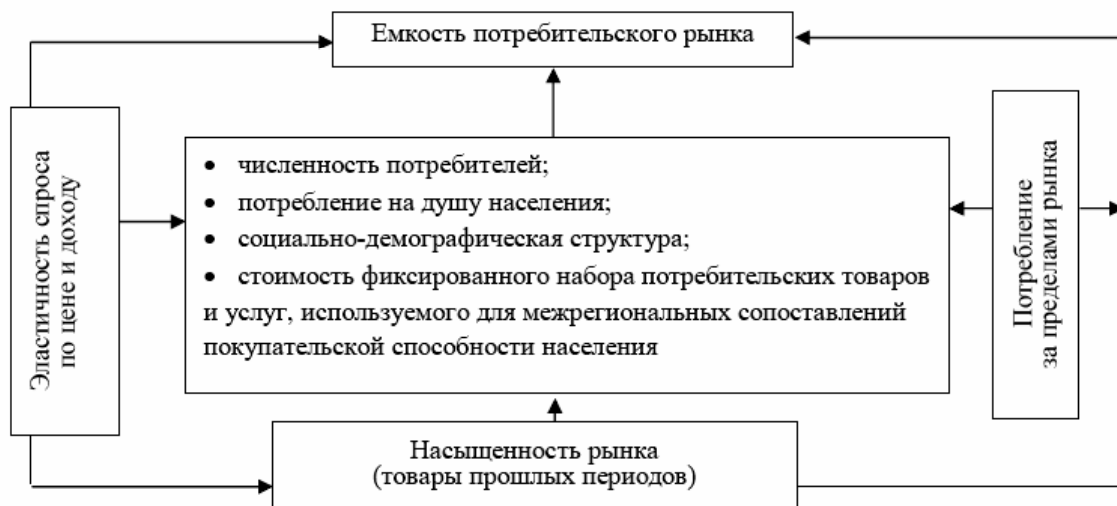 Емкость потребительского рынка
Эластичность спроса
по цене и доходу
• численность потребителей;
• потребление на душу населения;
• социально-демографическая структура;
• стоимость фиксированного набора потребительских товаров
и услуг, используемого для межрегиональных сопоставлений
покупательской способности населения
Потребление
за пределами рынка
Насыщенность рынка
(товары прошлых периодов)